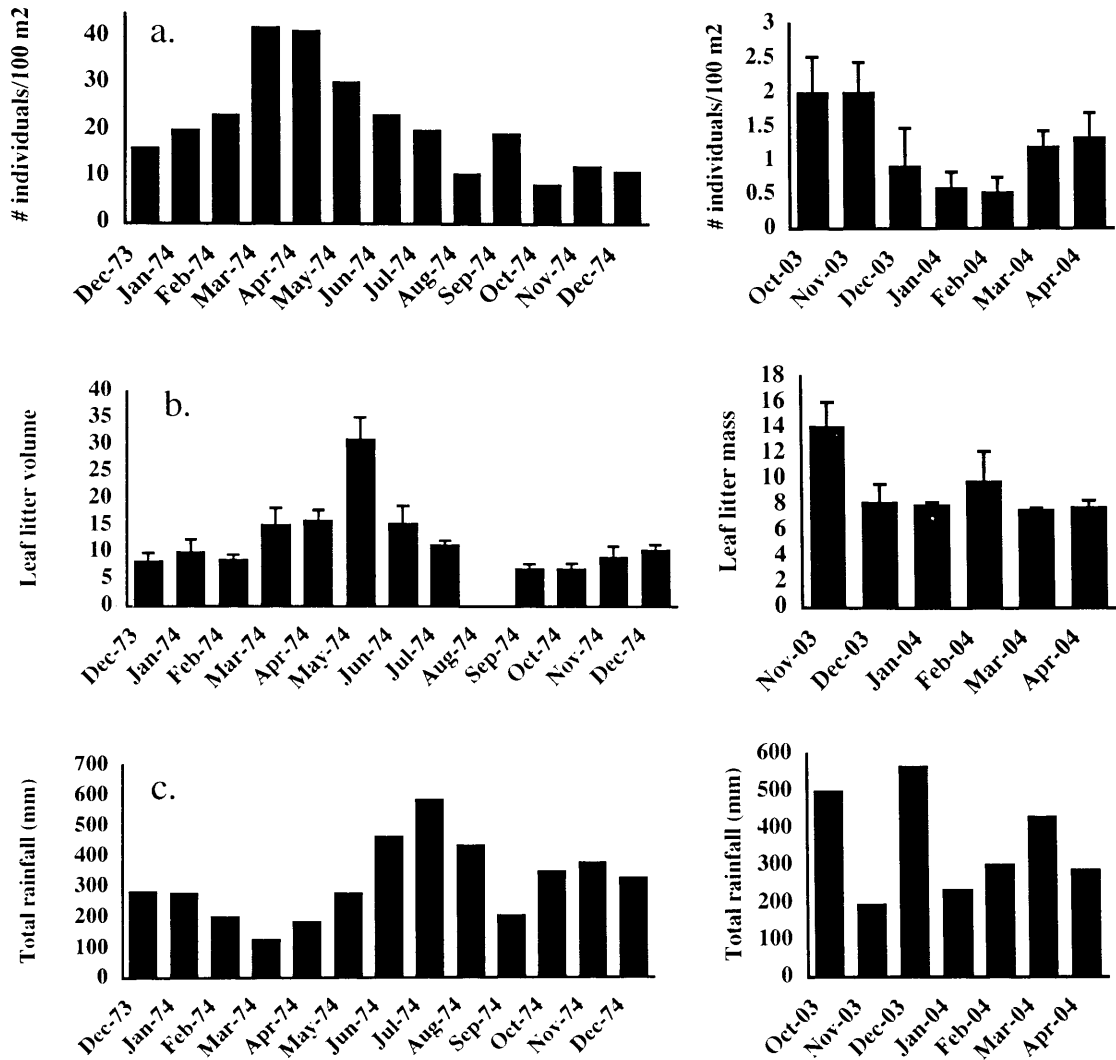 # individuals/100 m2
a.
40
30
20
10
0
Dec-73
Jan-74
Feb-74
Mar-74
Apr-74
May-74
Jun-74
Jul-74
Aug-74
Sep-74
Oct-74
Nov-74
Dec-74
# individuals/100 m2
3
2.5
2
1.5
1
0.5
0
Oct-03
Nov-03
Dcc-03
Jan-04
Feb-04
Mar-04
Apr-04
Leaf litter volume
b.
40
35
30
25
20
15
10
5
0
Dec-73
Jan-74
Feb-74
Mar-74
Apr-74
May-74
Jun-74
Jul-74
Aug-74
Sep-74
Oct-74
Nov-74
Dec-74
Leaf litter mass
18
16
14
12
10
8
6
4
2
0
Nov-03
Dec-03
Jan-04
Feb-04
Mar-04
Apr-04
Total rainfall (mm)
c.
700
600
500
400
300
200
100
0
Dec-73
Jan-74
Feb-74
Mar-74
Apr-74
May-74
Jun-74
Jul-74
Aug-74
Sep-74
Oct-74
Nov-74
Dec-74
Total rainfall (mm)
600
500
400
300
200
100
0
Oct-03
Nov-03
Dec-03
Jan-04
Feb-04
Mar-04
Apr-04